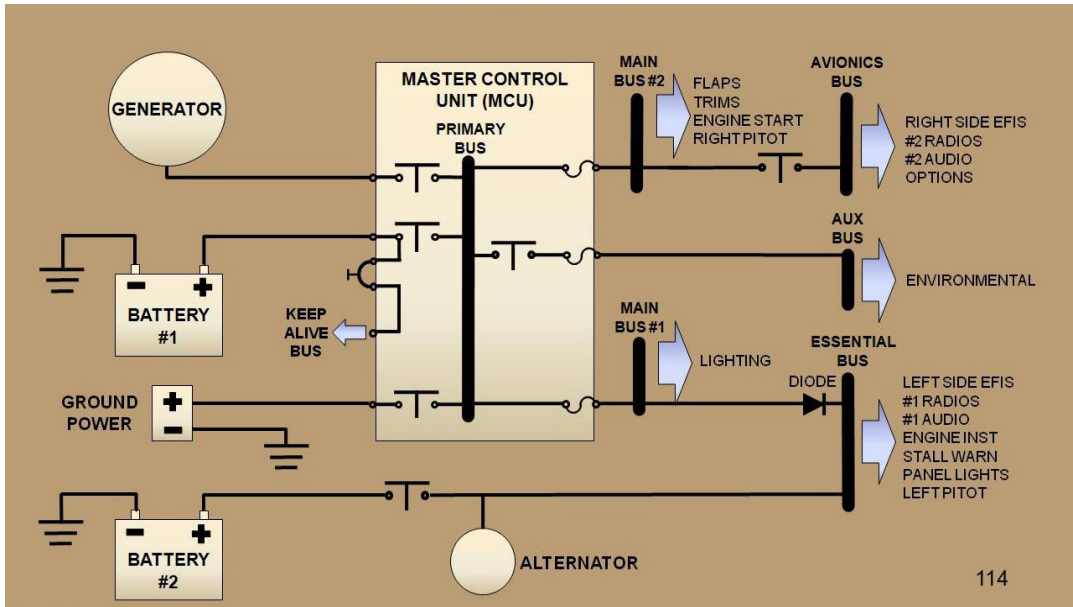 GENERATOR
MASTER CONTROL
UNIT (MCU)
PRIMARY
BUS
MAIN
BUS #2
FLAPS
TRIMS
ENGINE START
RIGHT PITOT
AVIONICS
BUS
RIGHT SIDE EFIS
#2 RADIOS
#2 AUDIO
OPTIONS
BATTERY
#1
KEEP
ALIVE
BUS
AUX
BUS
ENVIRONMENTAL
MAIN
BUS #1
LIGHTING
ESSENTIAL
BUS
DIODE
LEFT SIDE EFIS
#1 RADIOS
#1 AUDIO
ENGINE INST
STALL WARN
PANEL LIGHTS
LEFT PITOT
GROUND
POWER
BATTERY
#2
ALTERNATOR
114